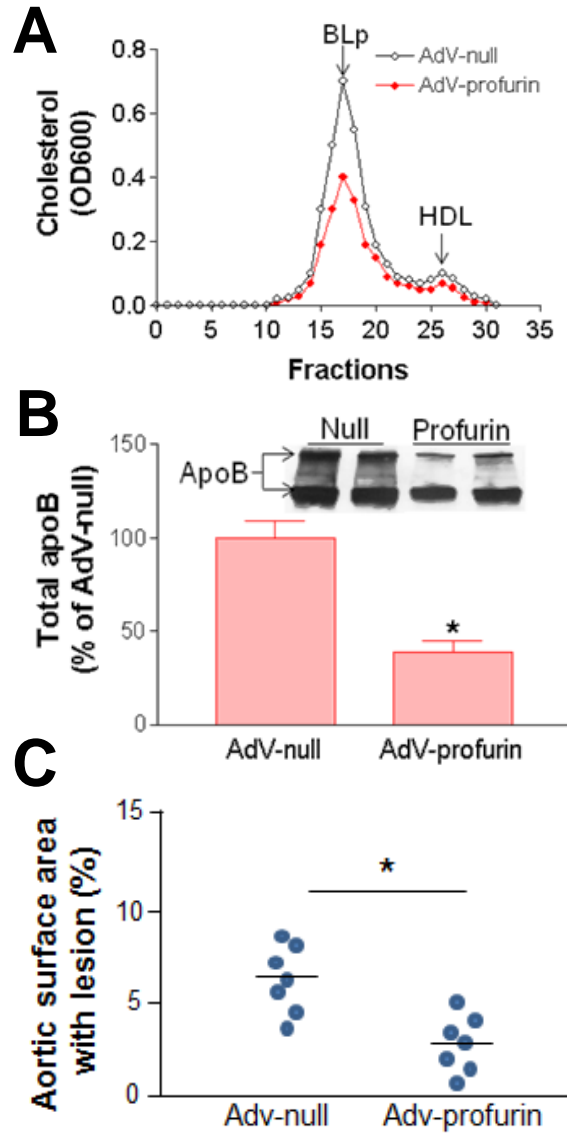 A
BLp
AdV-null
AdV-profurin
HDL
Cholesterol
(OD600)
0.8
0.6
0.4
0.2
0.0
0 5 10 15 20 25 30 35
Fractions
B
Null Profurin
ApoB
Total apoB
(% of AdV-null)
150
100
50
0
*
AdV-null AdV-profurin
C
Aortic surface area
with lesion (%)
15
10
5
0
*
Adv-null Adv-profurin